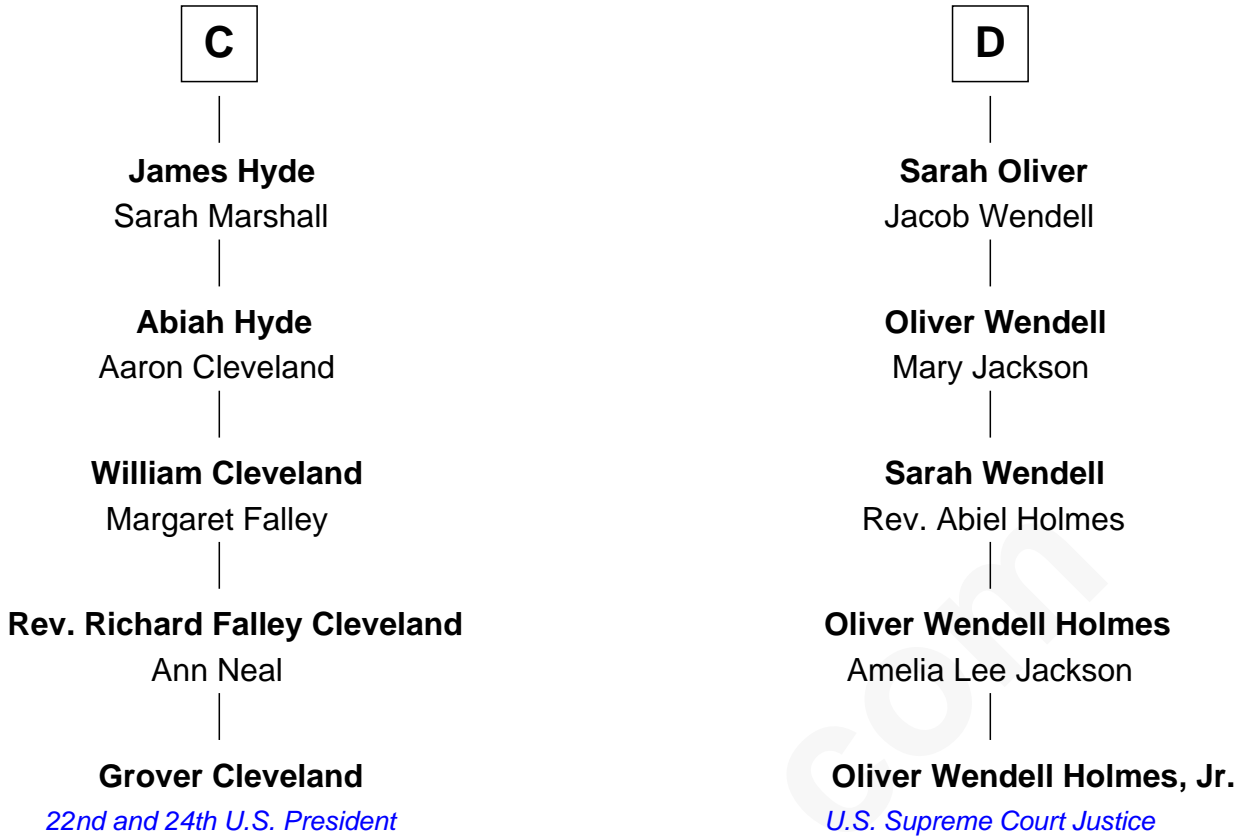 C
James Hyde
Sarah Marshall
Abiah Hyde
Aaron Cleveland
William Cleveland
Margaret Falley
Rev. Richard Falley Cleveland
Ann Neal
Grover Cleveland
22nd and 24th U.S. President
D
Sarah Oliver
Jacob Wendell
Oliver Wendell
Mary Jackson
Sarah Wendell
Rev. Abiel Holmes
Oliver Wendell Holmes
Amelia Lee Jackson
Oliver Wendell Holmes, Jr.
U.S. Supreme Court Justice
com